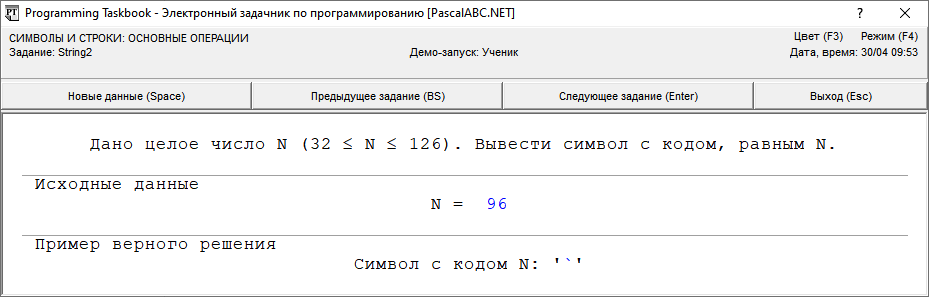 Programming Taskbook - Электронный задачник по программированию [PascalABC.NET]
СИМВОЛЫ И СТРОКИ: ОСНОВНЫЕ ОПЕРАЦИИ
Цвет (F3) Режим (F4)
Задание: String2
Демо-запуск: Ученик
Дата, время: 30/04 09:53
Новые данные (Space)
Предыдущее задание (BS)
Следующее задание (Enter)
Выход (Esc)
Дано целое число N (32 ≤ N ≤ 126). Вывести символ с кодом, равным N.
Исходные данные
N = 96
Пример верного решения
Символ с кодом N: '`'